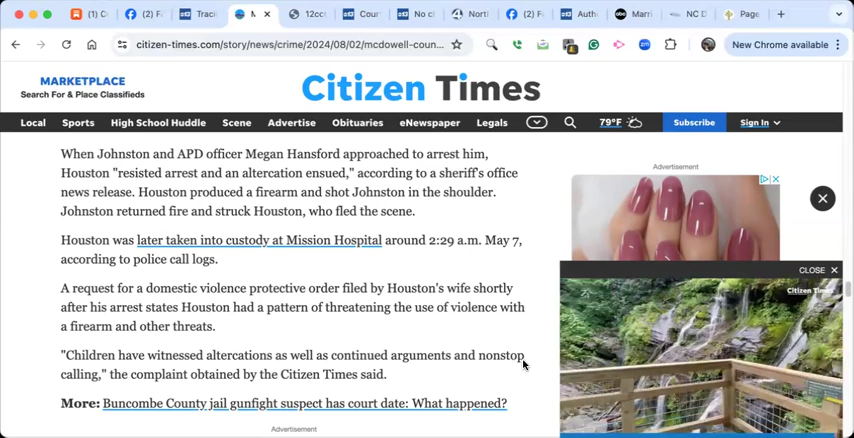 (1) C
(2) F
Traci
M
12cc
Cour
No cl
North
(2) F
Auth
abc
Marri
NC D
Page
citizen-times.com/story/news/crime/2024/08/02/mcdowell-coun...
New Chrome available
MARKETPLACE
Search For & Place Classifieds
Citizen Times
Local Sports High School Huddle Scene Advertise Obituaries eNewspaper Legals 79°F Subscribe Sign In
When Johnston and APD officer Megan Hansford approached to arrest him,
Houston "resisted arrest and an altercation ensued," according to a sheriff's office
news release. Houston produced a firearm and shot Johnston in the shoulder.
Johnston returned fire and struck Houston, who fled the scene.
Houston was later taken into custody at Mission Hospital around 2:29 a.m. May 7,
according to police call logs.
A request for a domestic violence protective order filed by Houston's wife shortly
after his arrest states Houston had a pattern of threatening the use of violence with
a firearm and other threats.
"Children have witnessed altercations as well as continued arguments and nonstop
calling," the complaint obtained by the Citizen Times said.
More: Buncombe County jail gunfight suspect has court date: What happened?
Advertisement
Advertisement
CLOSE
Citizen Times